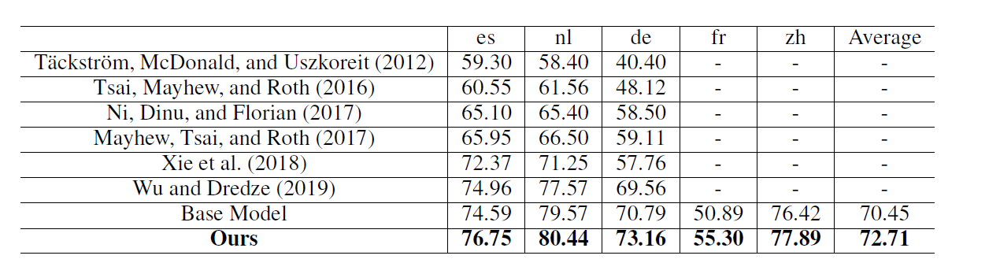 es nl de fr zh Average
Täckström, McDonald, and Uszkoreit (2012) 59.30 58.40 40.40 - - -
Tsai, Mayhew, and Roth (2016) 60.55 61.56 48.12 - - -
Ni, Dinu, and Florian (2017) 65.10 65.40 58.50 - - -
Mayhew, Tsai, and Roth (2017) 65.95 66.50 59.11 - - -
Xie et al. (2018) 72.37 71.25 57.76 - - -
Wu and Dredze (2019) 74.96 77.57 69.56 - - -
Base Model 74.59 79.57 70.79 50.89 76.42 70.45
Ours 76.75 80.44 73.16 55.30 77.89 72.71